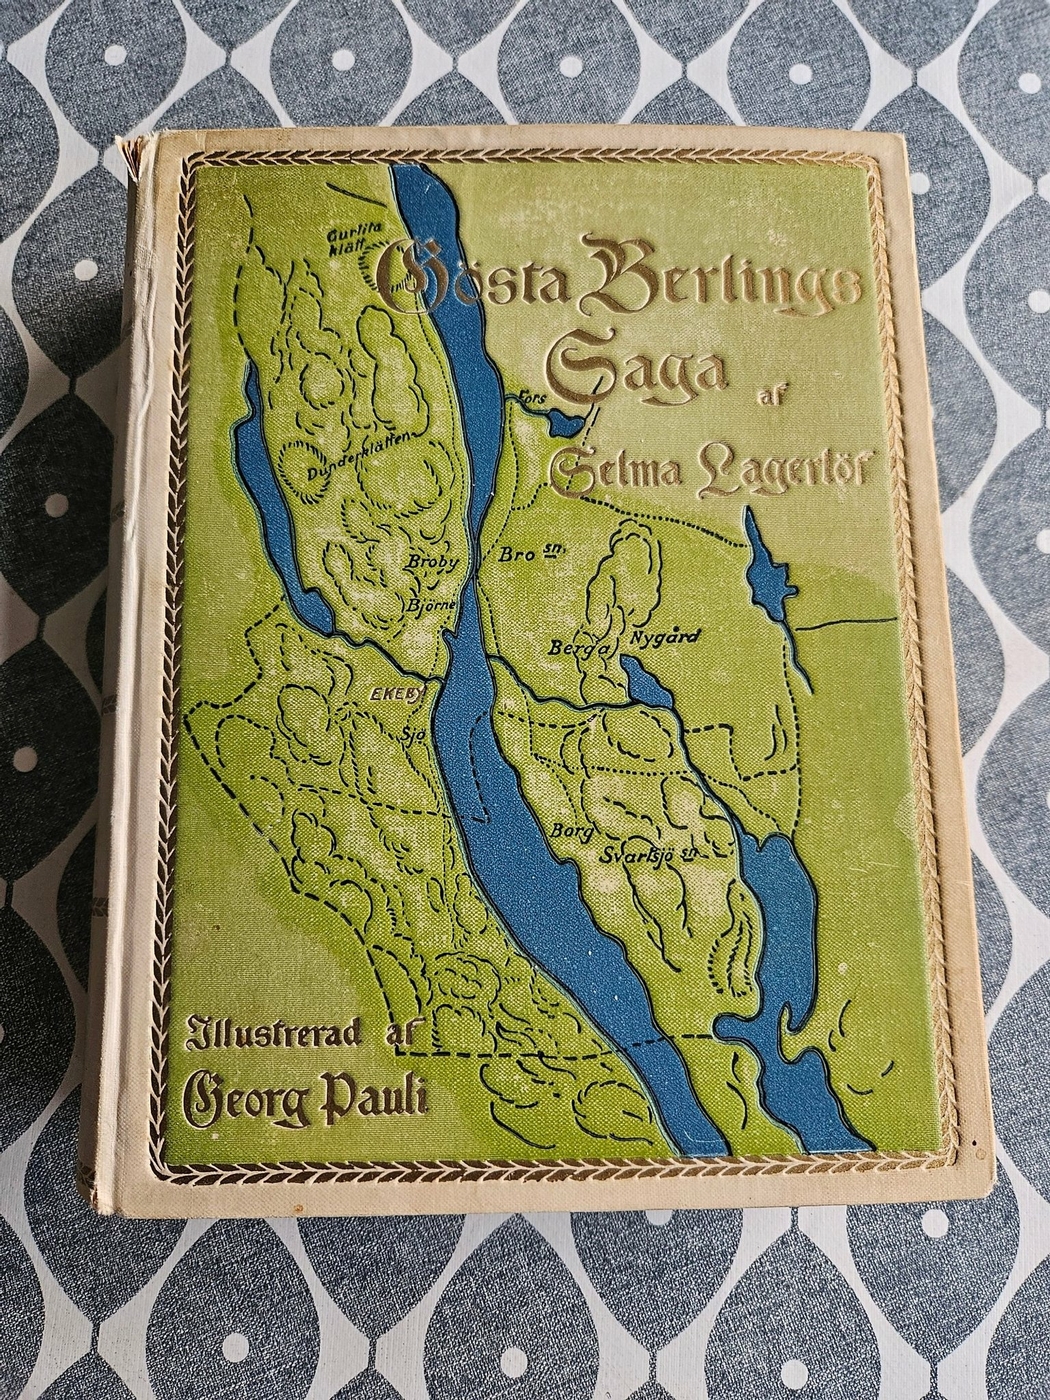 Gurlita
klätt
Gösta Berlings
Saga
af
Fors
Dunderklätten
Selma Lagerlöf
Broby
Bro sn.
Björne
Berga
Nygård
EKEBY
Sjö
Borg
Svartsjö sn
Illustrerad af
Georg Pauli